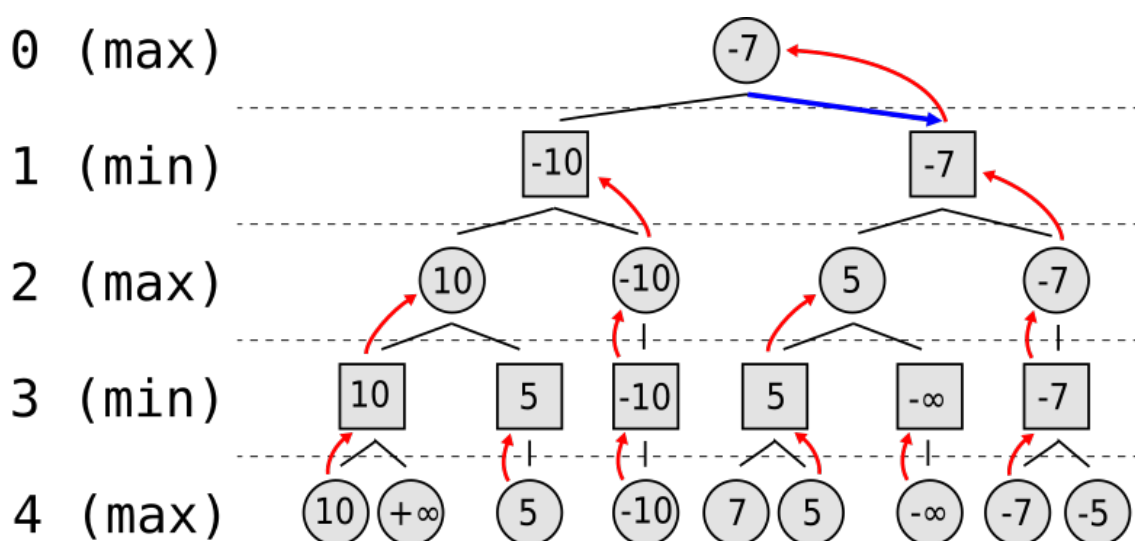 0 (max) -7
1 (min) -10 -7
2 (max) 10 -10 5 -7
3 (min) 10 5 -10 5 -∞ -7
4 (max) 10 +∞ 5 -10 7 5 -∞ -7 -5